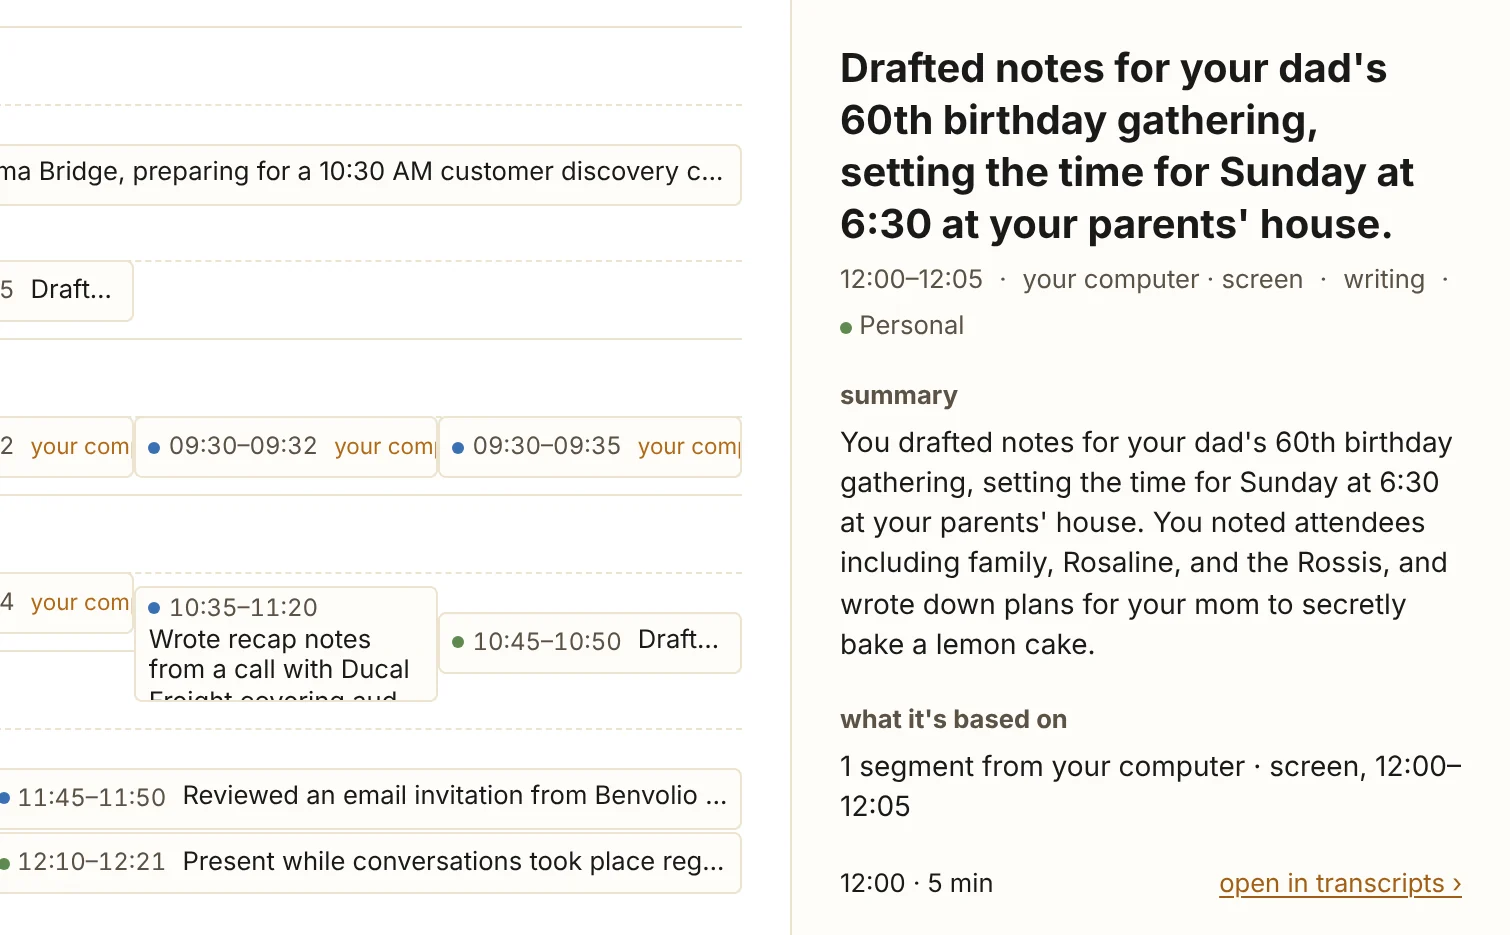 ma Bridge, preparing for a 10:30 AM customer discovery c...
5 Draft...
2 your com
09:30–09:32 your com
09:30–09:35 your com
4 your com
10:35–11:20
Wrote recap notes
from a call with Ducal
Freight covering aud
10:45–10:50 Draft...
11:45–11:50 Reviewed an email invitation from Benvolio ...
12:10–12:21 Present while conversations took place reg...
Drafted notes for your dad's
60th birthday gathering,
setting the time for Sunday at
6:30 at your parents' house.
12:00–12:05 · your computer · screen · writing ·
Personal
summary
You drafted notes for your dad's 60th birthday
gathering, setting the time for Sunday at 6:30
at your parents' house. You noted attendees
including family, Rosaline, and the Rossis, and
wrote down plans for your mom to secretly
bake a lemon cake.
what it's based on
1 segment from your computer · screen, 12:00–
12:05
12:00 · 5 min
open in transcripts ›